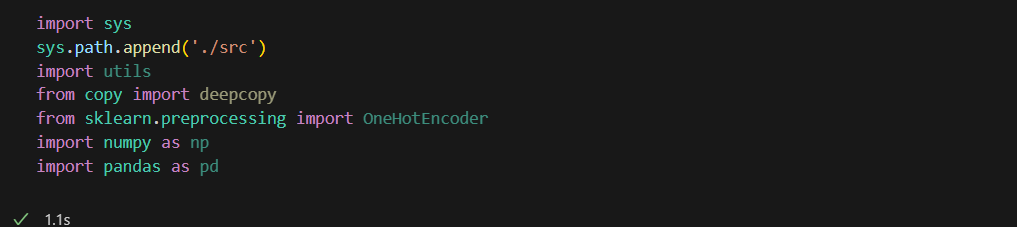 import sys
sys.path.append('./src')
import utils
from copy import deepcopy
from sklearn.preprocessing import OneHotEncoder
import numpy as np
import pandas as pd
✓ 1.1s